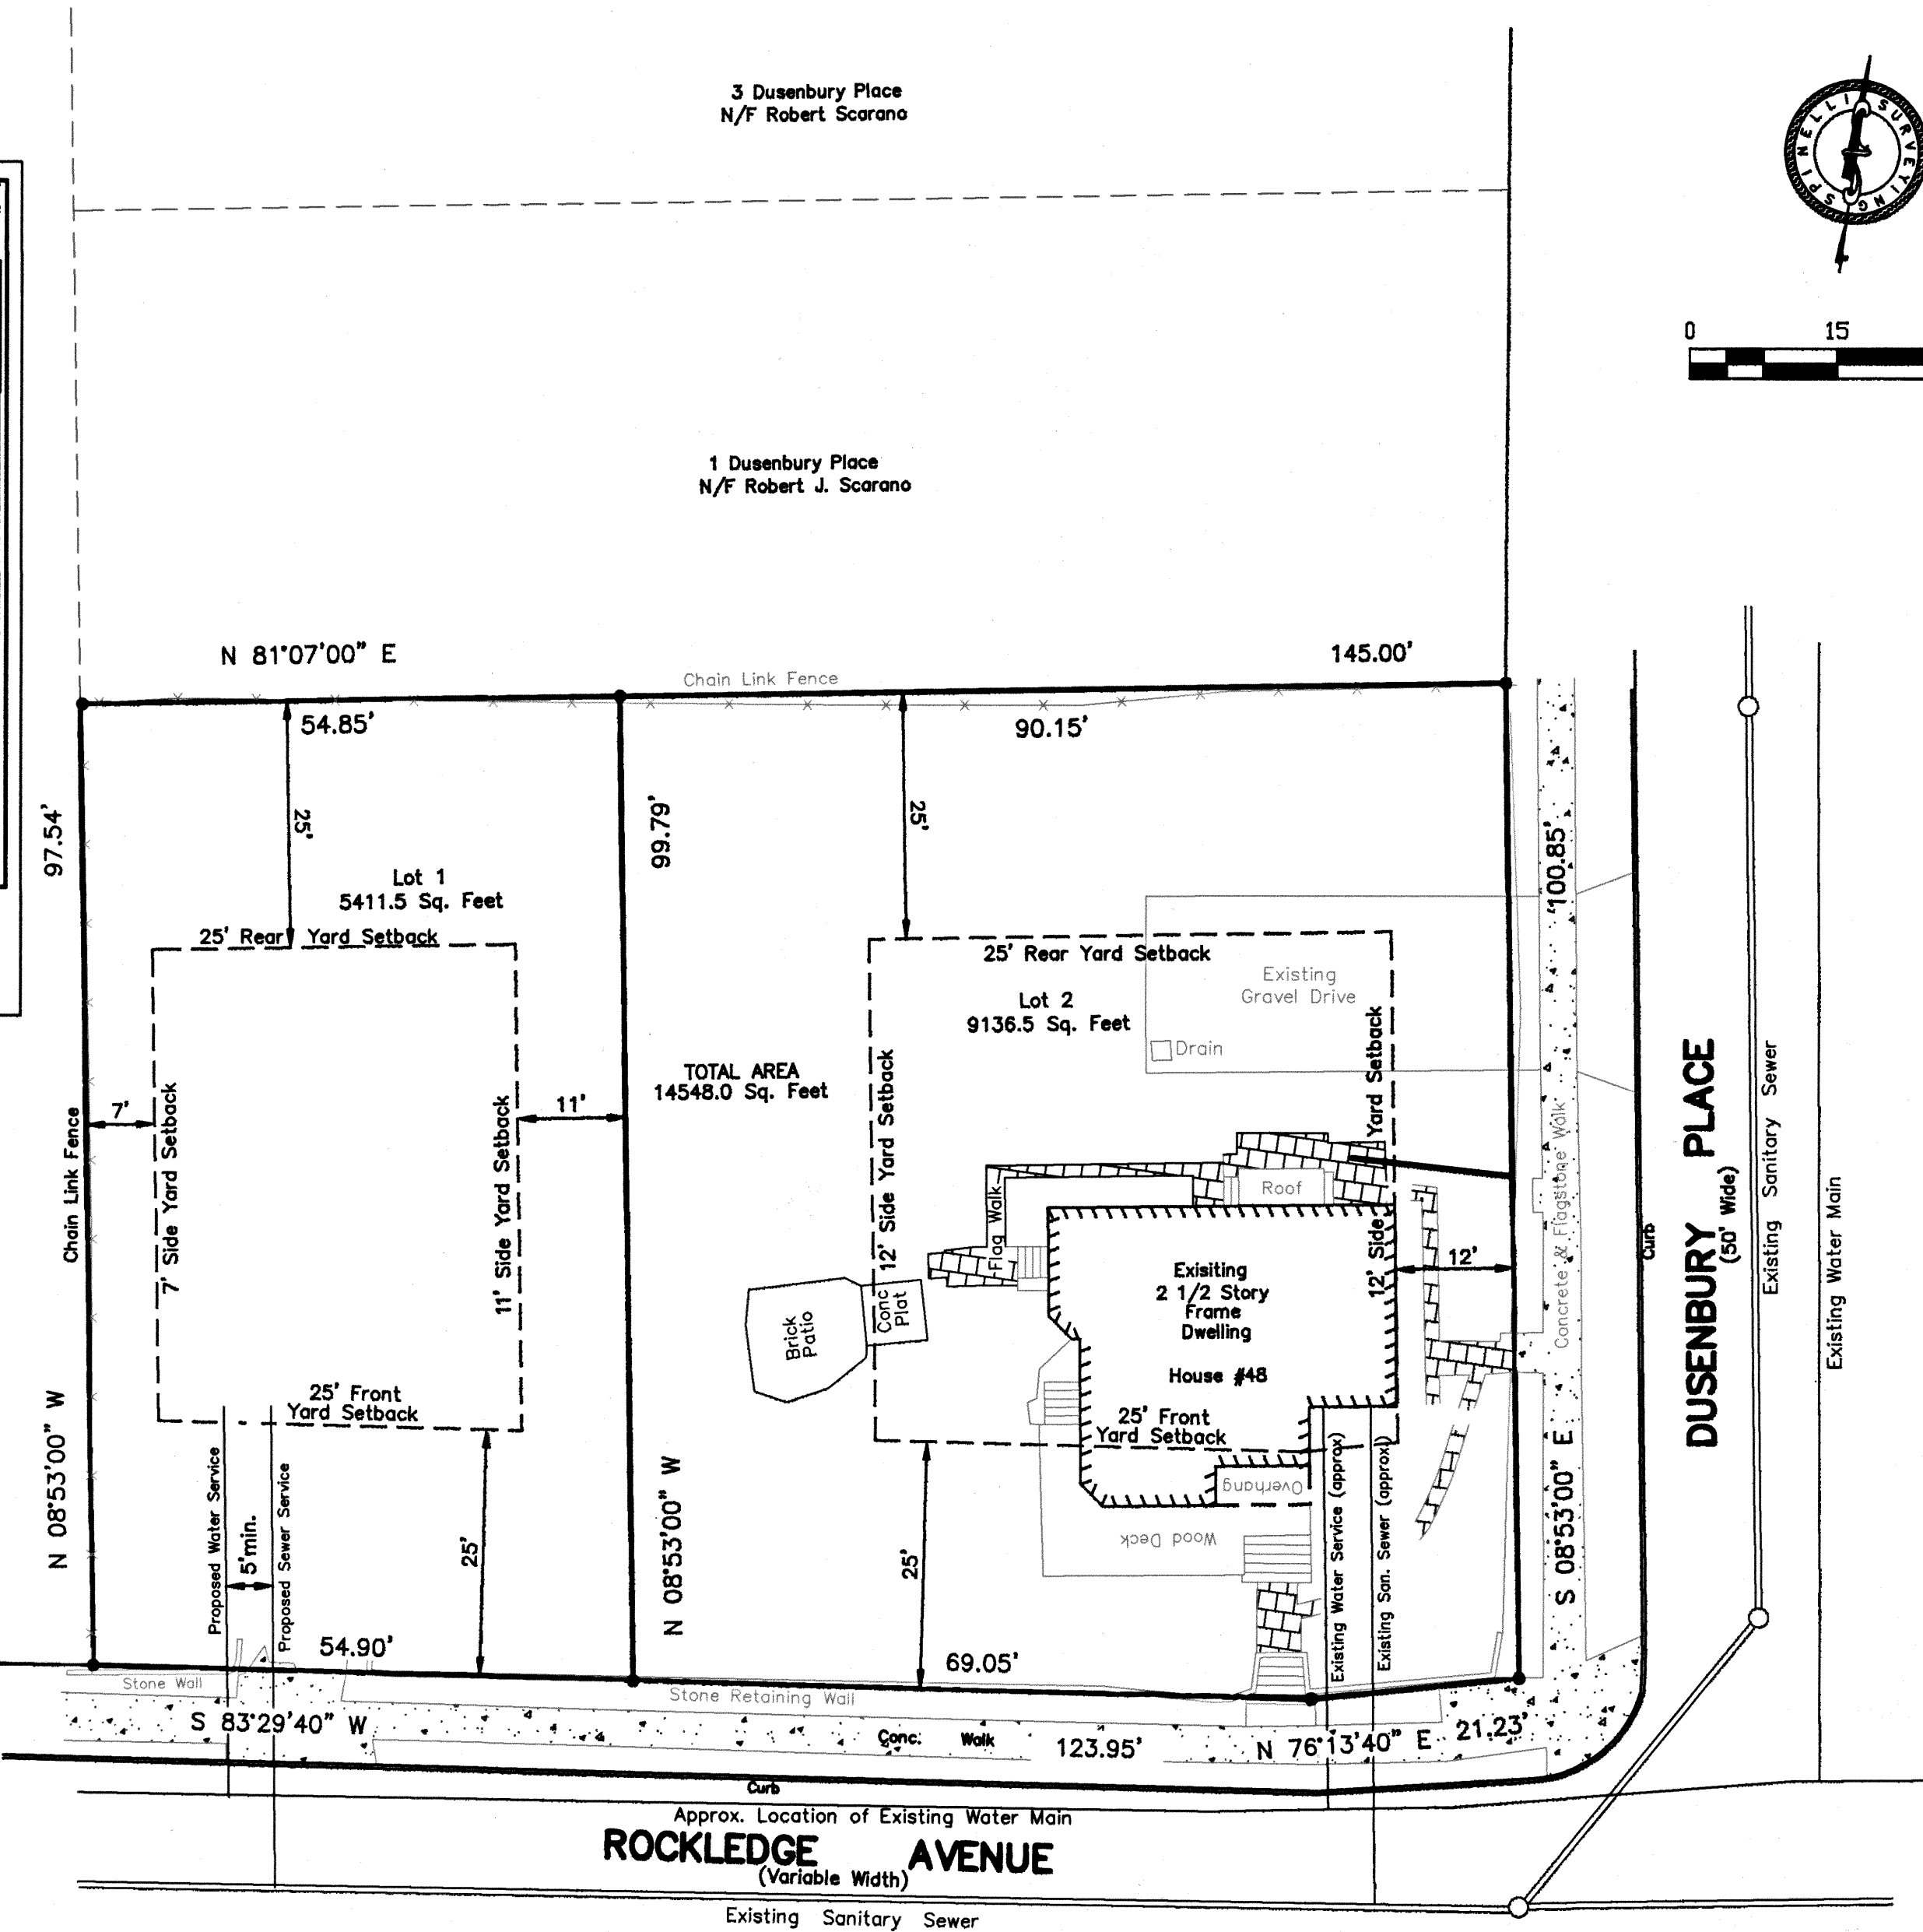 3 Dusenbury Place
N/F Robert Scarano
SPINELLI SURVEYING
0 15
1 Dusenbury Place
N/F Robert J. Scarano
N 81°07'00" E
145.00'
Chain Link Fence
54.85'
90.15'
97.54'
25'
99.79'
25'
100.85'
Lot 1
5411.5 Sq. Feet
25' Rear Yard Setback
25' Rear Yard Setback
Existing
Gravel Drive
Lot 2
9136.5 Sq. Feet
Drain
TOTAL AREA
14548.0 Sq. Feet
7'
11'
Chain Link Fence
7' Side Yard Setback
11' Side Yard Setback
12' Side Yard Setback
12' Side Yard Setback
Roof
Flag Walk
12'
Exisiting
2 1/2 Story
Frame
Dwelling
House #48
Brick
Patio
Conc
Plat
Concrete & Flagstone Walk
Curb
DUSENBURY PLACE
(50' Wide)
Existing Sanitary Sewer
Existing Water Main
25' Front
Yard Setback
25' Front
Yard Setback
N 08°53'00" W
Proposed Water Service
5'min.
Proposed Sewer Service
25'
N 08°53'00" W
25'
Overhang
Wood Deck
Existing Water Service (approx)
Existing San. Sewer (approx)
S 08°53'00" E
54.90'
69.05'
Stone Wall
Stone Retaining Wall
S 83°29'40" W
Conc. Walk
123.95'
N 76°13'40" E
21.23'
Curb
Approx. Location of Existing Water Main
ROCKLEDGE AVENUE
(Variable Width)
Existing Sanitary Sewer